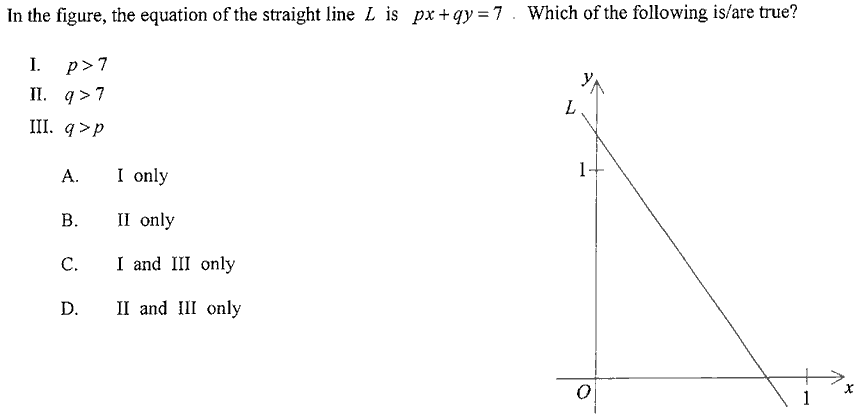 In the figure, the equation of the straight line L is px + qy = 7 . Which of the following is/are true?
I. p > 7
II. q > 7
III. q > p
A. I only
B. II only
C. I and III only
D. II and III only
y
L
1
O
1
x